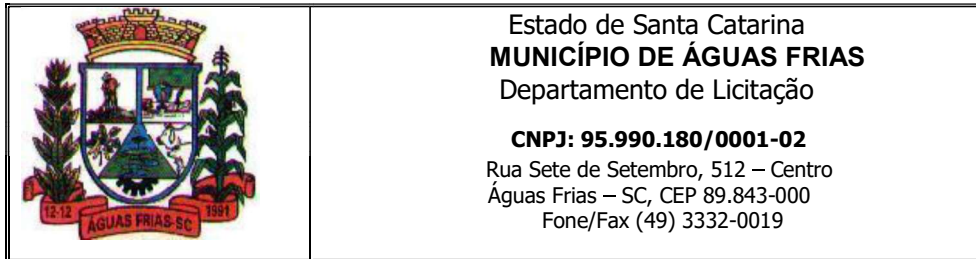 Estado de Santa Catarina
MUNICÍPIO DE ÁGUAS FRIAS
Departamento de Licitação
CNPJ: 95.990.180/0001-02
Rua Sete de Setembro, 512 – Centro
Águas Frias – SC, CEP 89.843-000
Fone/Fax (49) 3332-0019
12-12
ÁGUAS FRIAS-SC
1991